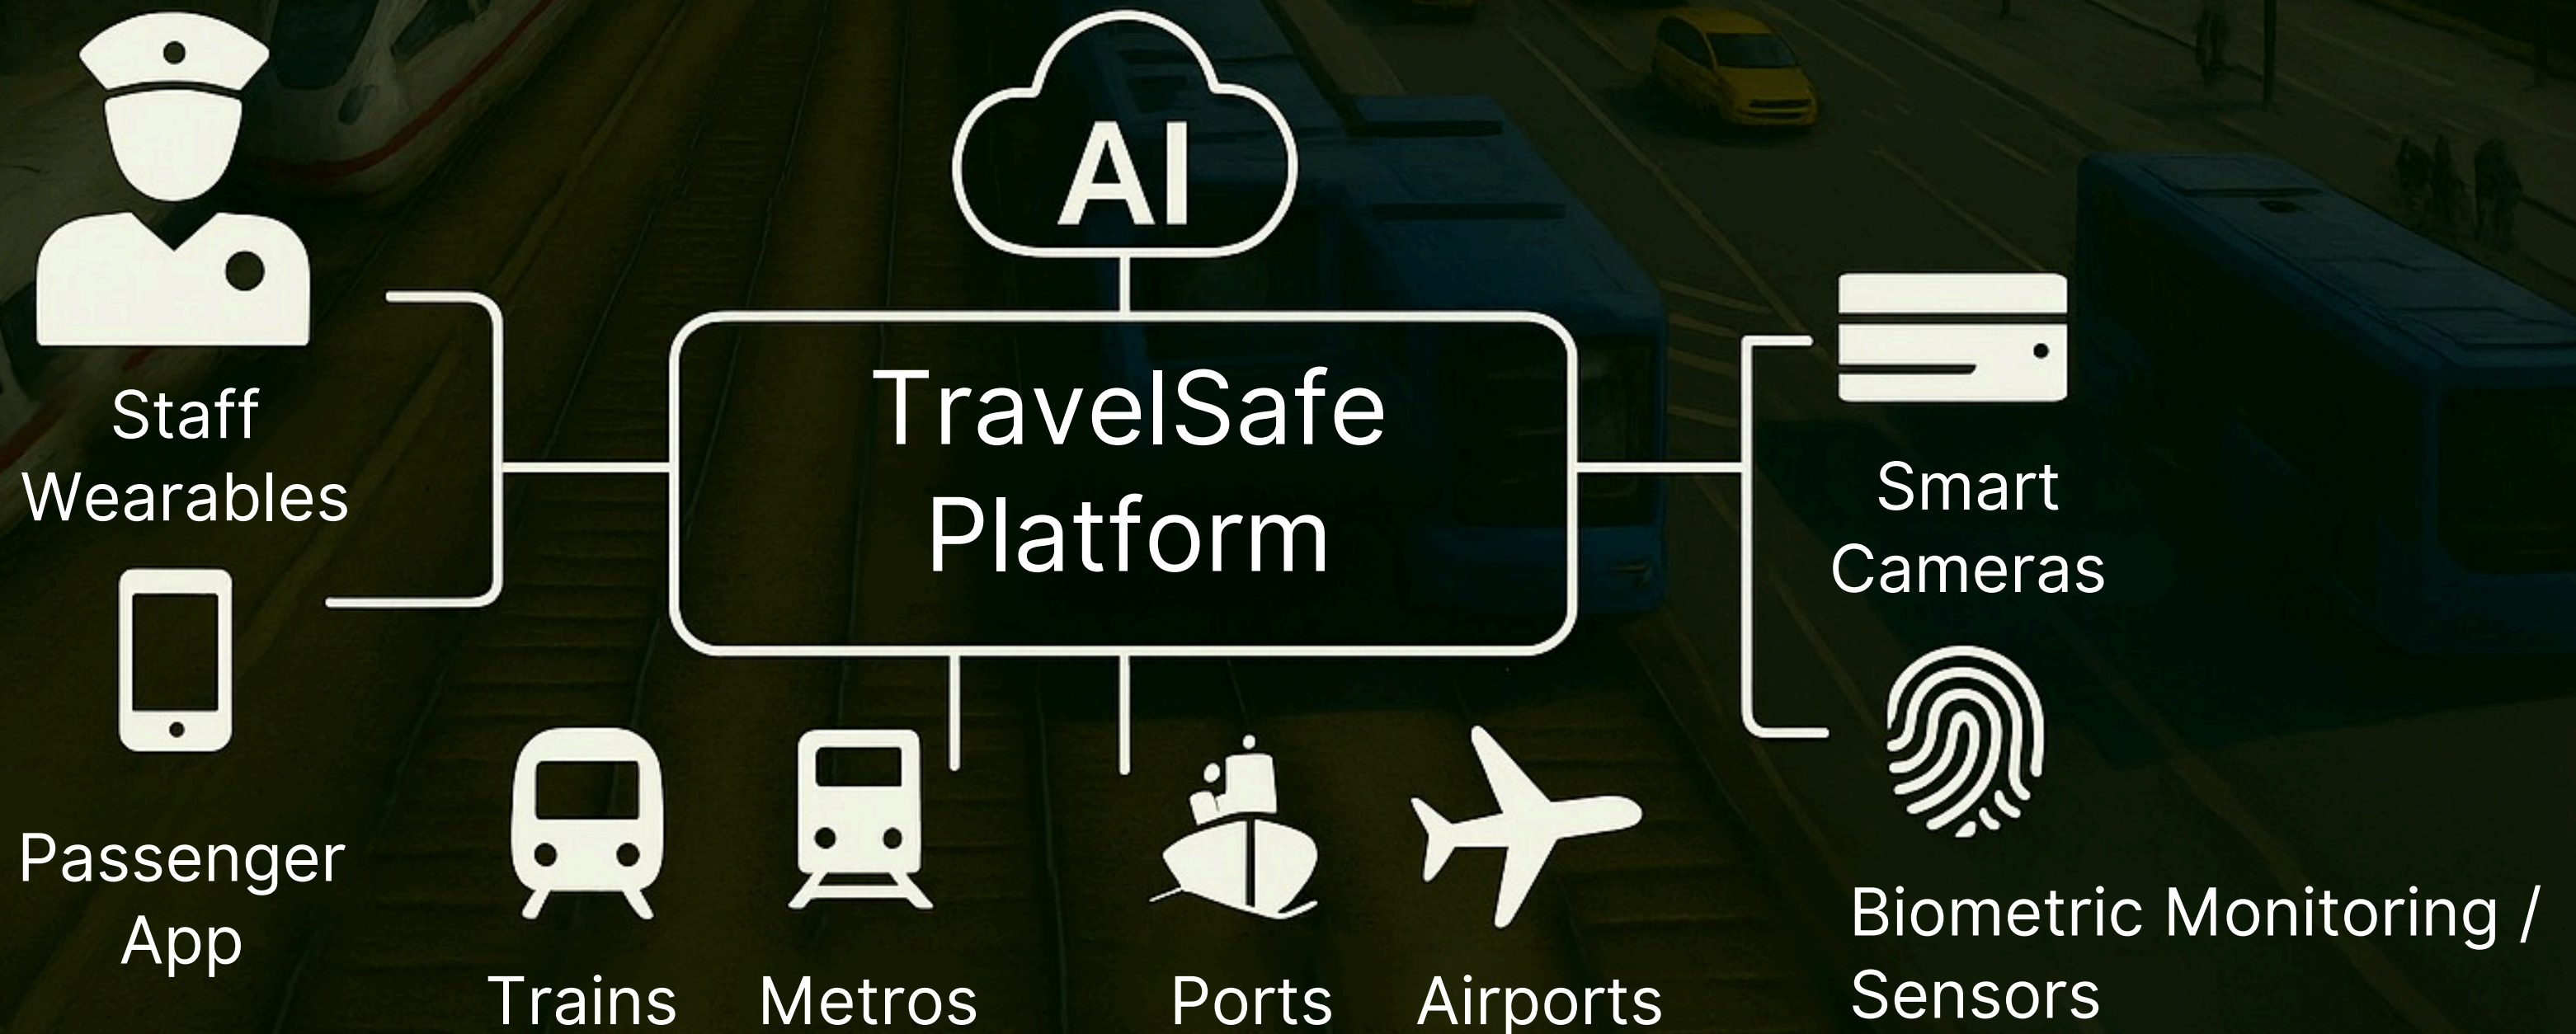 AI
TravelSafe
Platform
Staff
Wearables
Passenger
App
Smart
Cameras
Biometric Monitoring /
Sensors
Trains
Metros
Ports
Airports